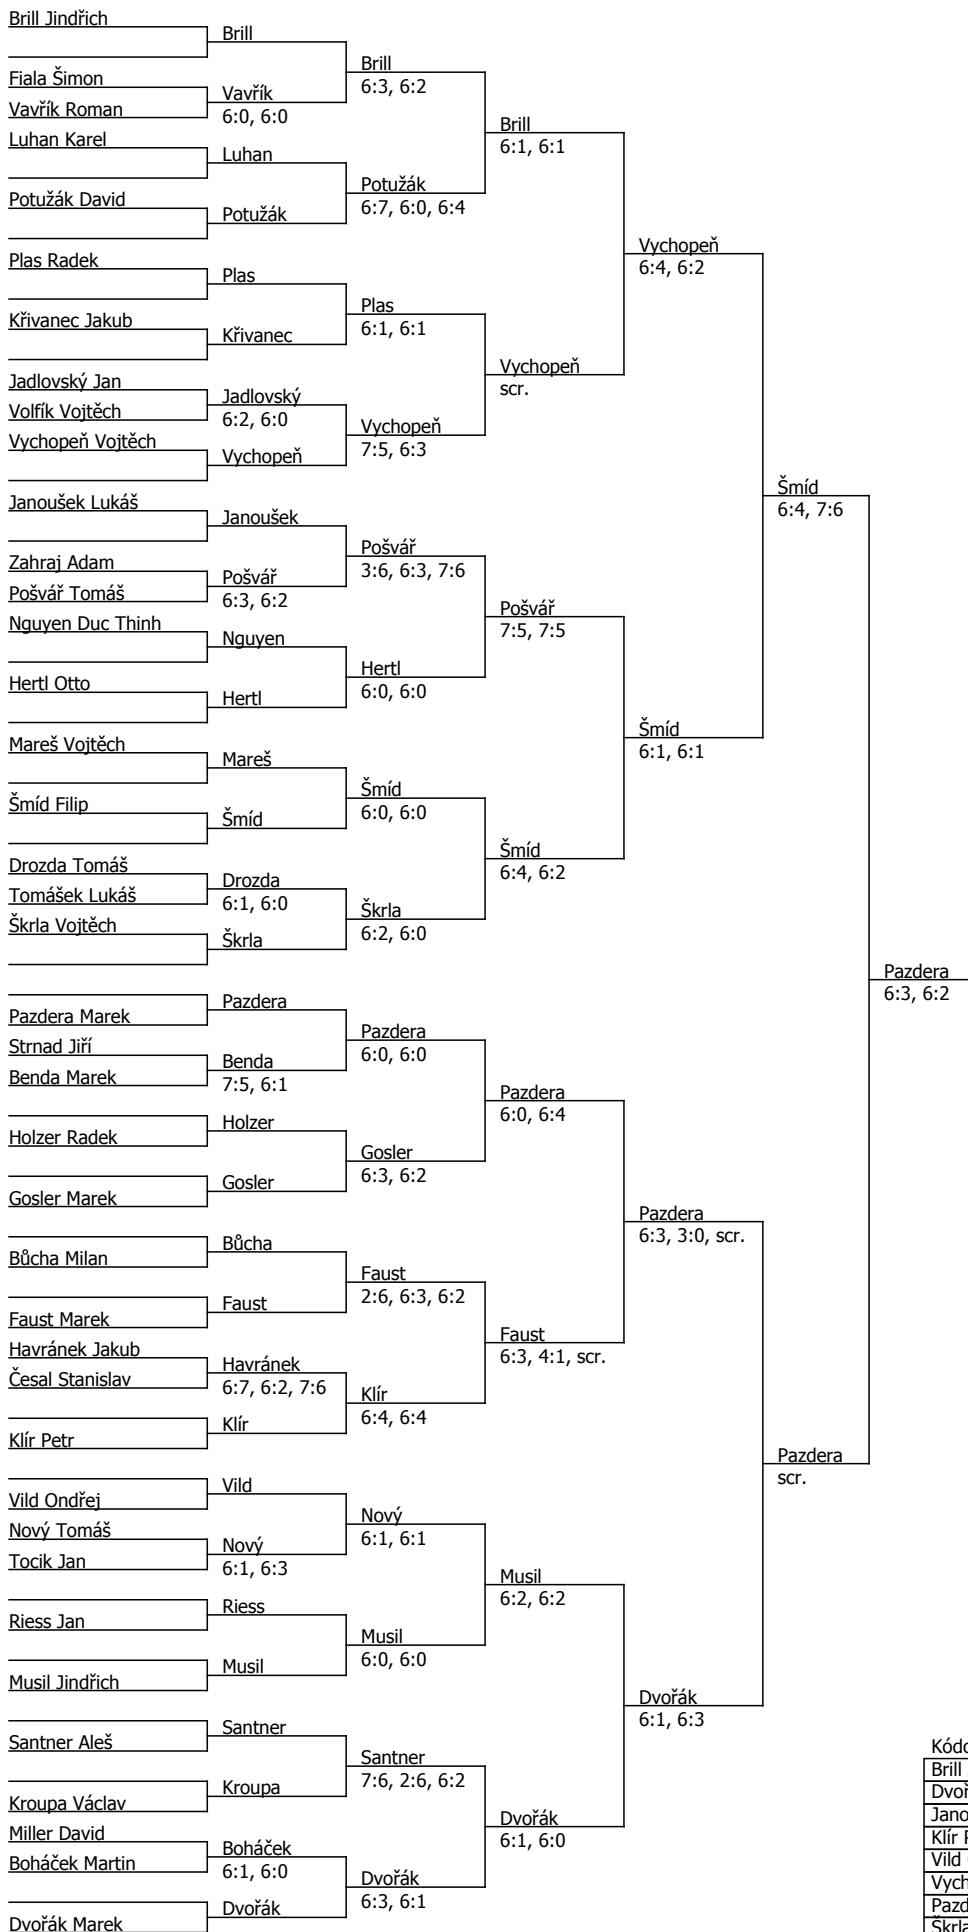 Brill Jindřich
Fiala Šimon
Vavřík Roman
Luhan Karel
Potužák David
Plas Radek
Křivanec Jakub
Jadlovský Jan
Volfík Vojtěch
Vychopeň Vojtěch
Janoušek Lukáš
Zahraj Adam
Pošvář Tomáš
Nguyen Duc Thinh
Hertl Otto
Mareš Vojtěch
Šmíd Filip
Drozda Tomáš
Tomášek Lukáš
Škrla Vojtěch
Pazdera Marek
Strnad Jiří
Benda Marek
Holzer Radek
Gosler Marek
Bůcha Milan
Faust Marek
Havránek Jakub
Česal Stanislav
Klír Petr
Vild Ondřej
Nový Tomáš
Tocik Jan
Riess Jan
Musil Jindřich
Santner Aleš
Kroupa Václav
Miller David
Boháček Martin
Dvořák Marek
Brill
Vavřík
6:0, 6:0
Luhan
Potužák
Plas
Křivanec
Jadlovský
6:2, 6:0
Vychopeň
Janoušek
Pošvář
6:3, 6:2
Nguyen
Hertl
Mareš
Šmíd
Drozda
6:1, 6:0
Škrla
Pazdera
Benda
7:5, 6:1
Holzer
Gosler
Bůcha
Faust
Havránek
6:7, 6:2, 7:6
Klír
Vild
Nový
6:1, 6:3
Riess
Musil
Santner
Kroupa
Boháček
6:1, 6:0
Dvořák
Brill
6:3, 6:2
Potužák
6:7, 6:0, 6:4
Plas
6:1, 6:1
Vychopeň
7:5, 6:3
Pošvář
3:6, 6:3, 7:6
Hertl
6:0, 6:0
Šmíd
6:0, 6:0
Škrla
6:2, 6:0
Pazdera
6:0, 6:0
Gosler
6:3, 6:2
Faust
2:6, 6:3, 6:2
Klír
6:4, 6:4
Nový
6:1, 6:1
Musil
6:0, 6:0
Santner
7:6, 2:6, 6:2
Dvořák
6:3, 6:1
Brill
6:1, 6:1
Vychopeň
scr.
Pošvář
7:5, 7:5
Šmíd
6:4, 6:2
Pazdera
6:0, 6:4
Faust
6:3, 4:1, scr.
Musil
6:2, 6:2
Dvořák
6:1, 6:0
Vychopeň
6:4, 6:2
Šmíd
6:1, 6:1
Pazdera
6:3, 3:0, scr.
Dvořák
6:1, 6:3
Šmíd
6:4, 7:6
Pazdera
scr.
Pazdera
6:3, 6:2
Brill
Klír
Vild
Škrla